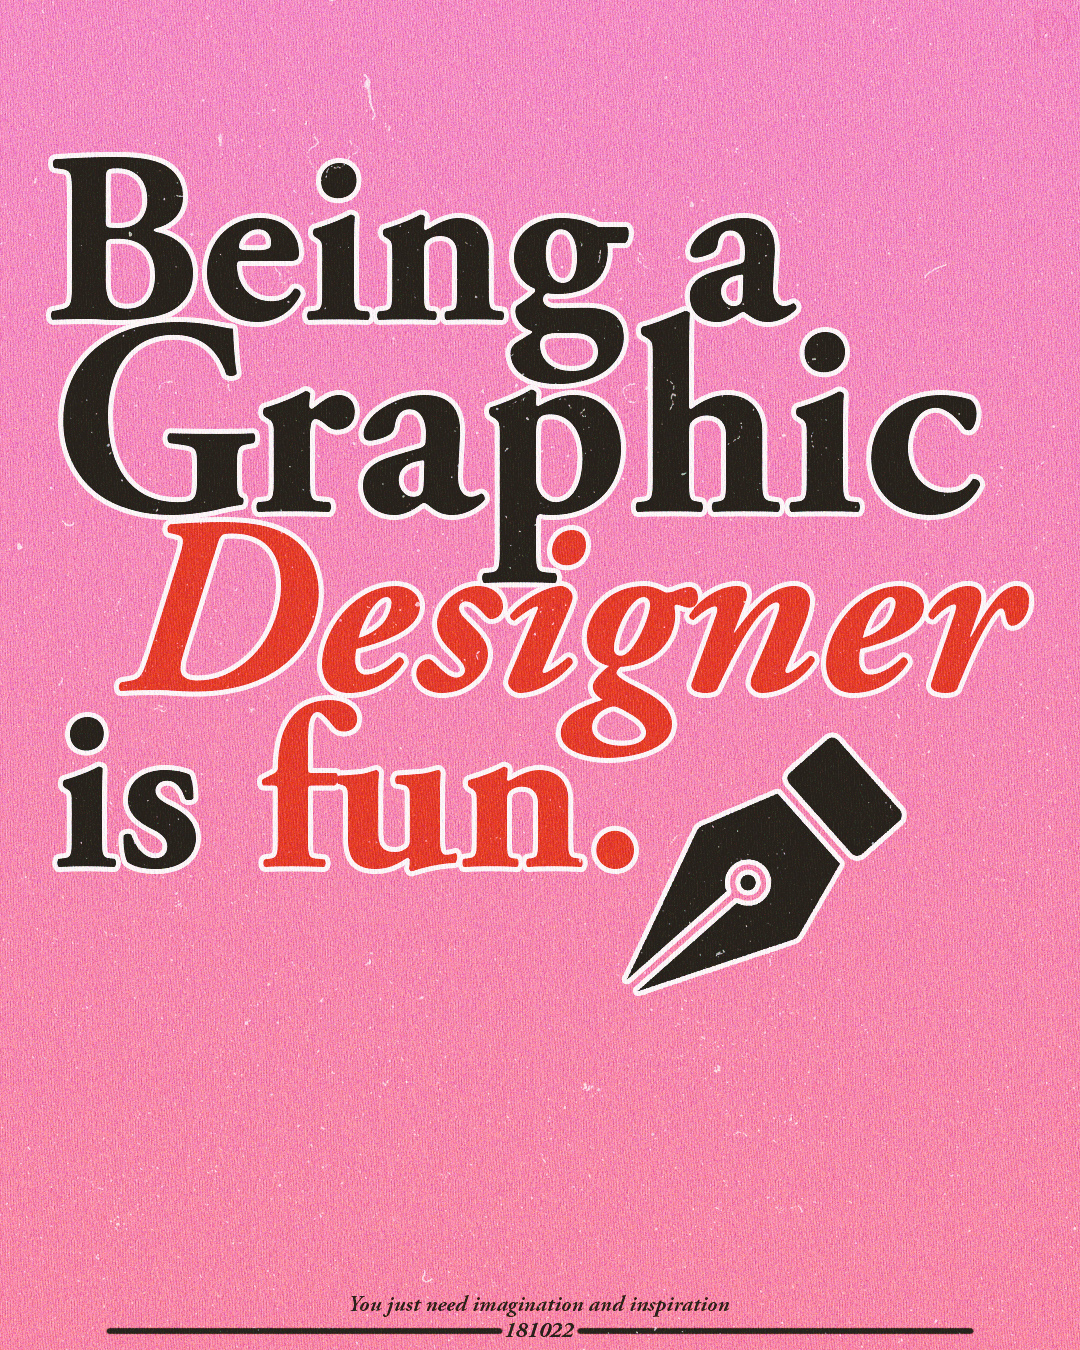 Being a
Graphic
Designer
is fun.
You just need imagination and inspiration
181022